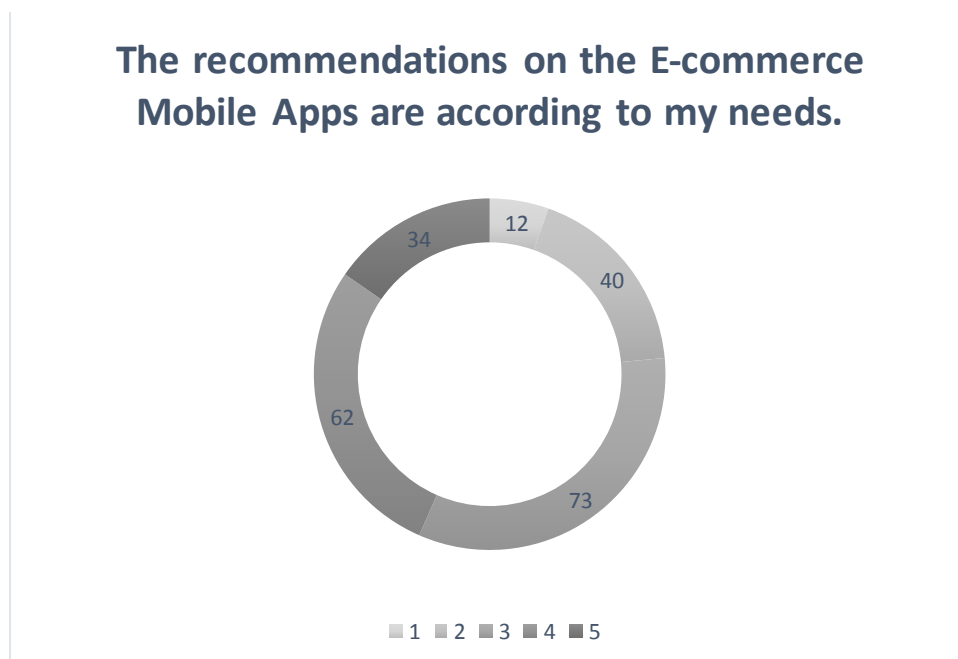 The recommendations on the E-commerce
Mobile Apps are according to my needs.
12
34
40
62
73
1 2 3 4 5